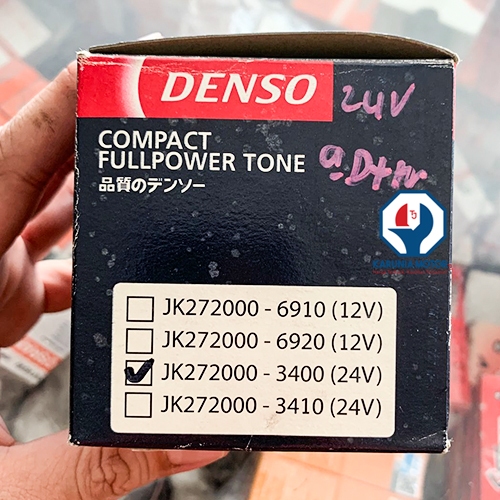 DENSO
24V
COMPACT
FULLPOWER TONE
品質のデンソー
JK272000 - 6910 (12V)
JK272000 - 6920 (12V)
JK272000 - 3400 (24V)
JK272000 - 3410 (24V)